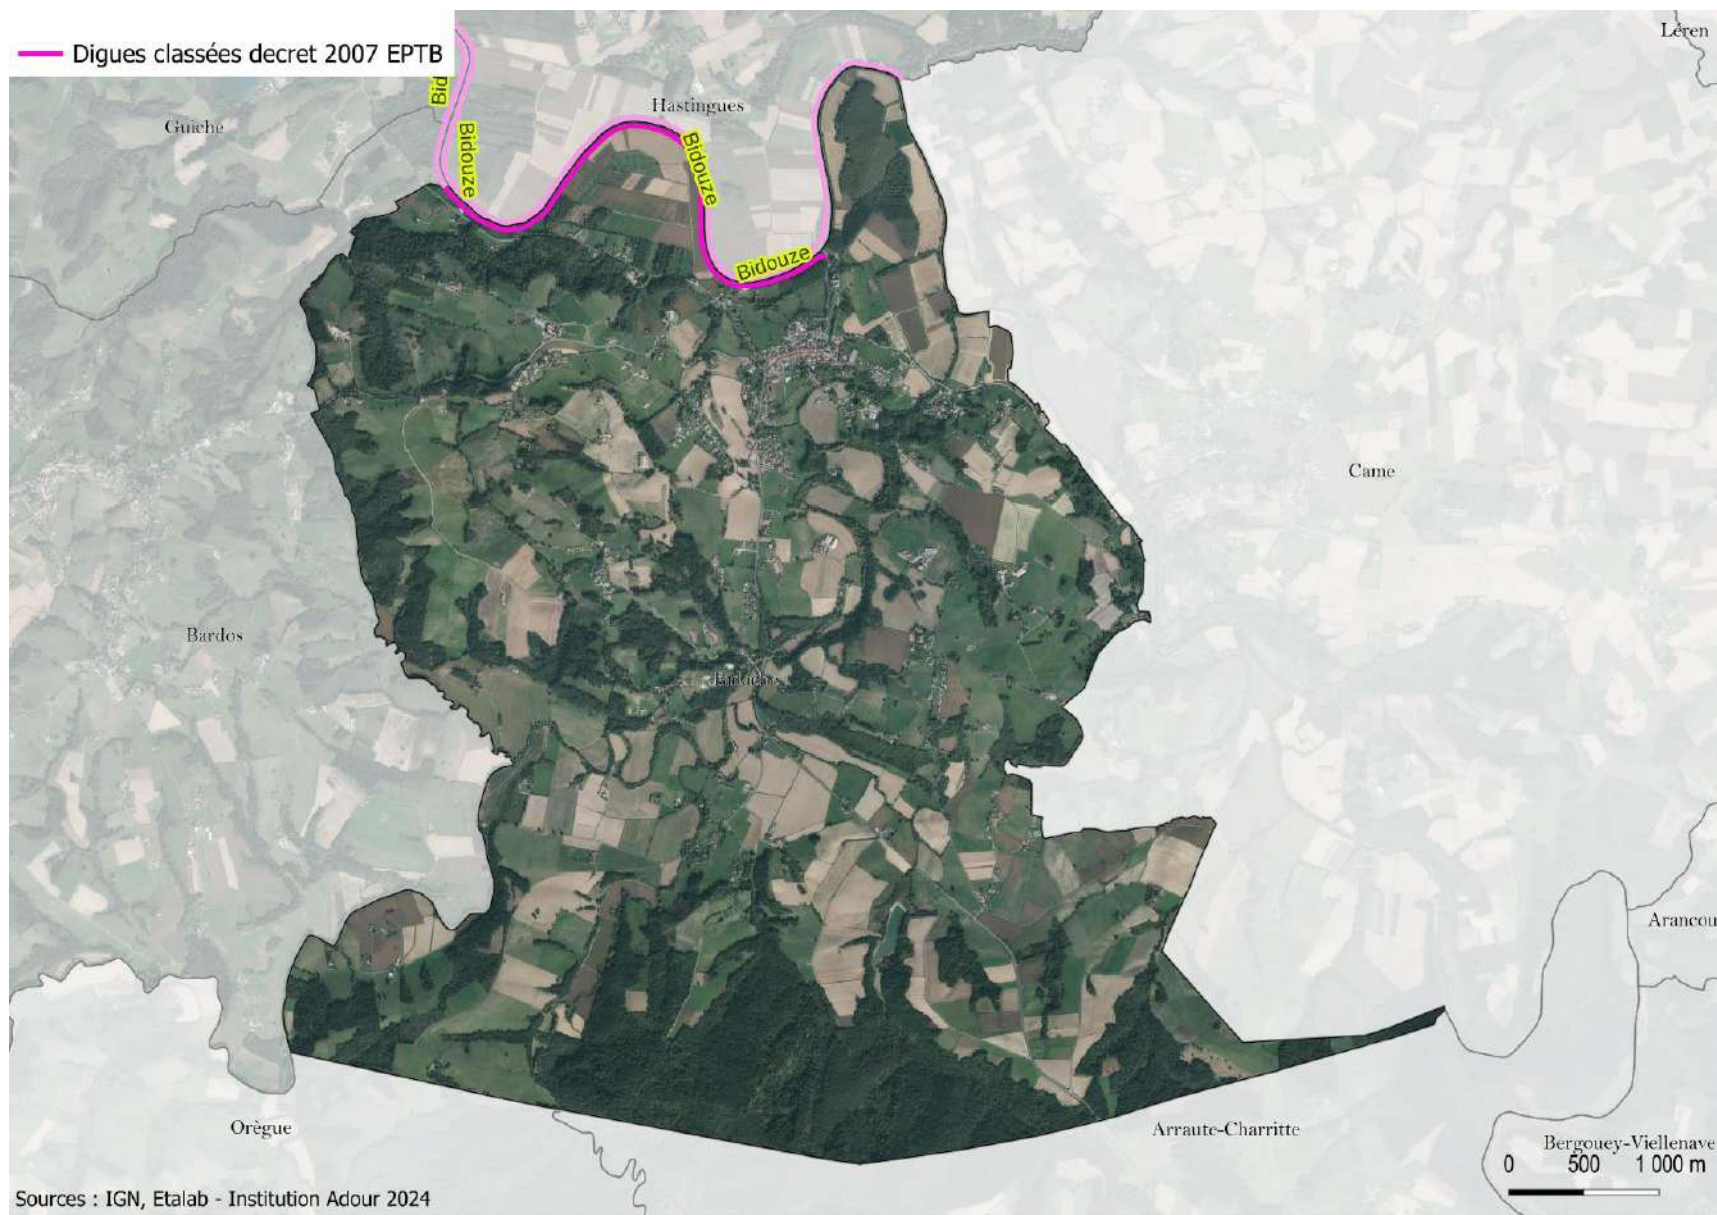 Digues classées decret 2007 EPTB
Léren
Bid
Hastingues
Guiche
Bidouze
Bidouze
Bidouze
Came
Bardos
Arancou
Orègue
Arraute-Charritte
Bergouey-Viellenave
0 500 1 000 m
Sources : IGN, Etalab - Institution Adour 2024